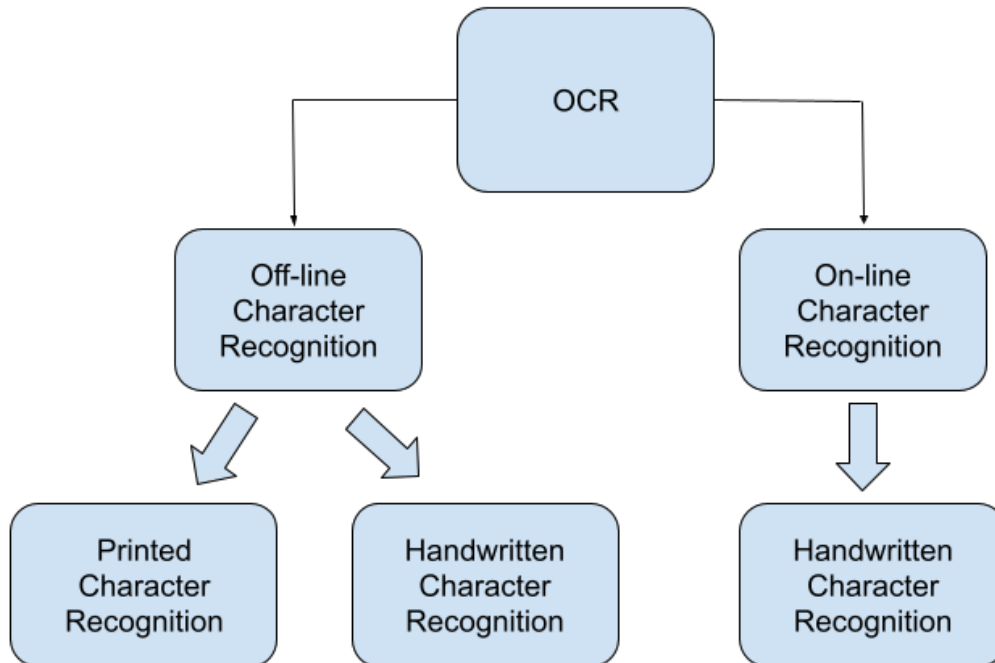 OCR
Off-line
Character
Recognition
On-line
Character
Recognition
Printed
Character
Recognition
Handwritten
Character
Recognition
Handwritten
Character
Recognition